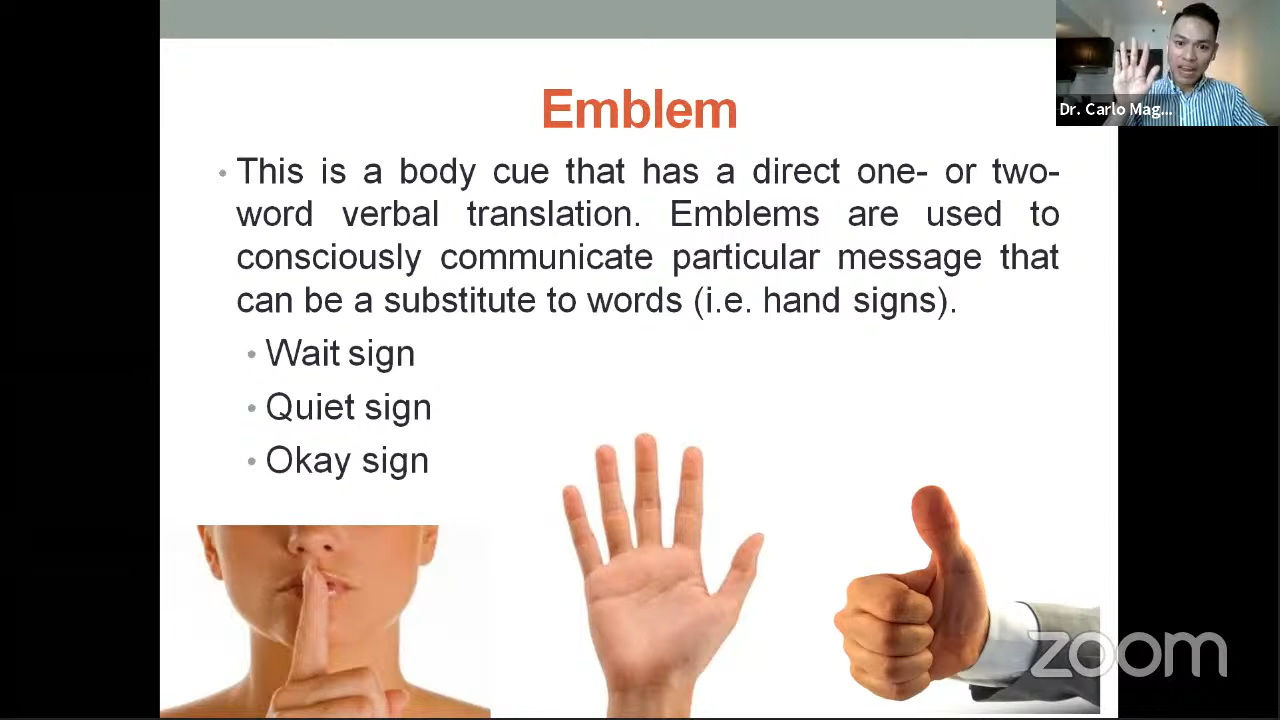 Dr. Carlo Mag...
Emblem
• This is a body cue that has a direct one- or two-
word verbal translation. Emblems are used to
consciously communicate particular message that
can be a substitute to words (i.e. hand signs).
• Wait sign
• Quiet sign
• Okay sign
zoom